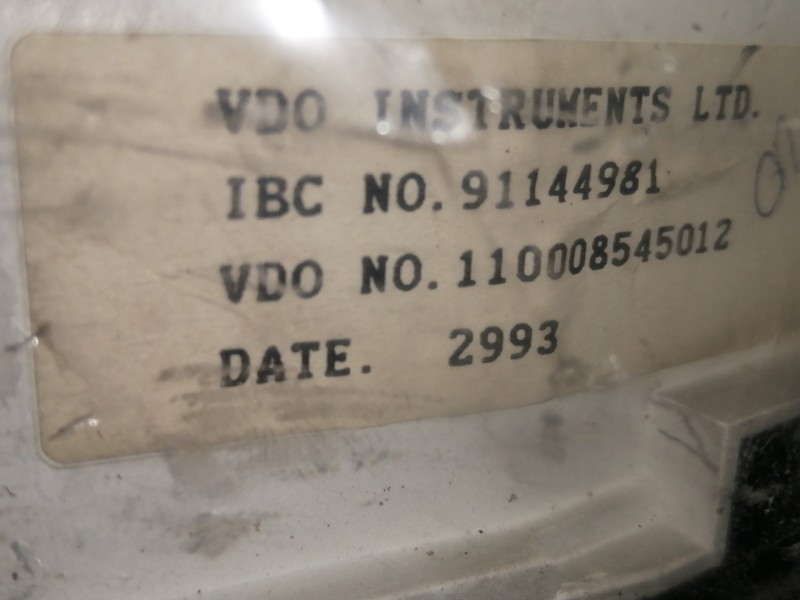 VDO INSTRUMENTS LTD.
IBC NO. 91144981
VDO NO. 110008545012
DATE. 2993